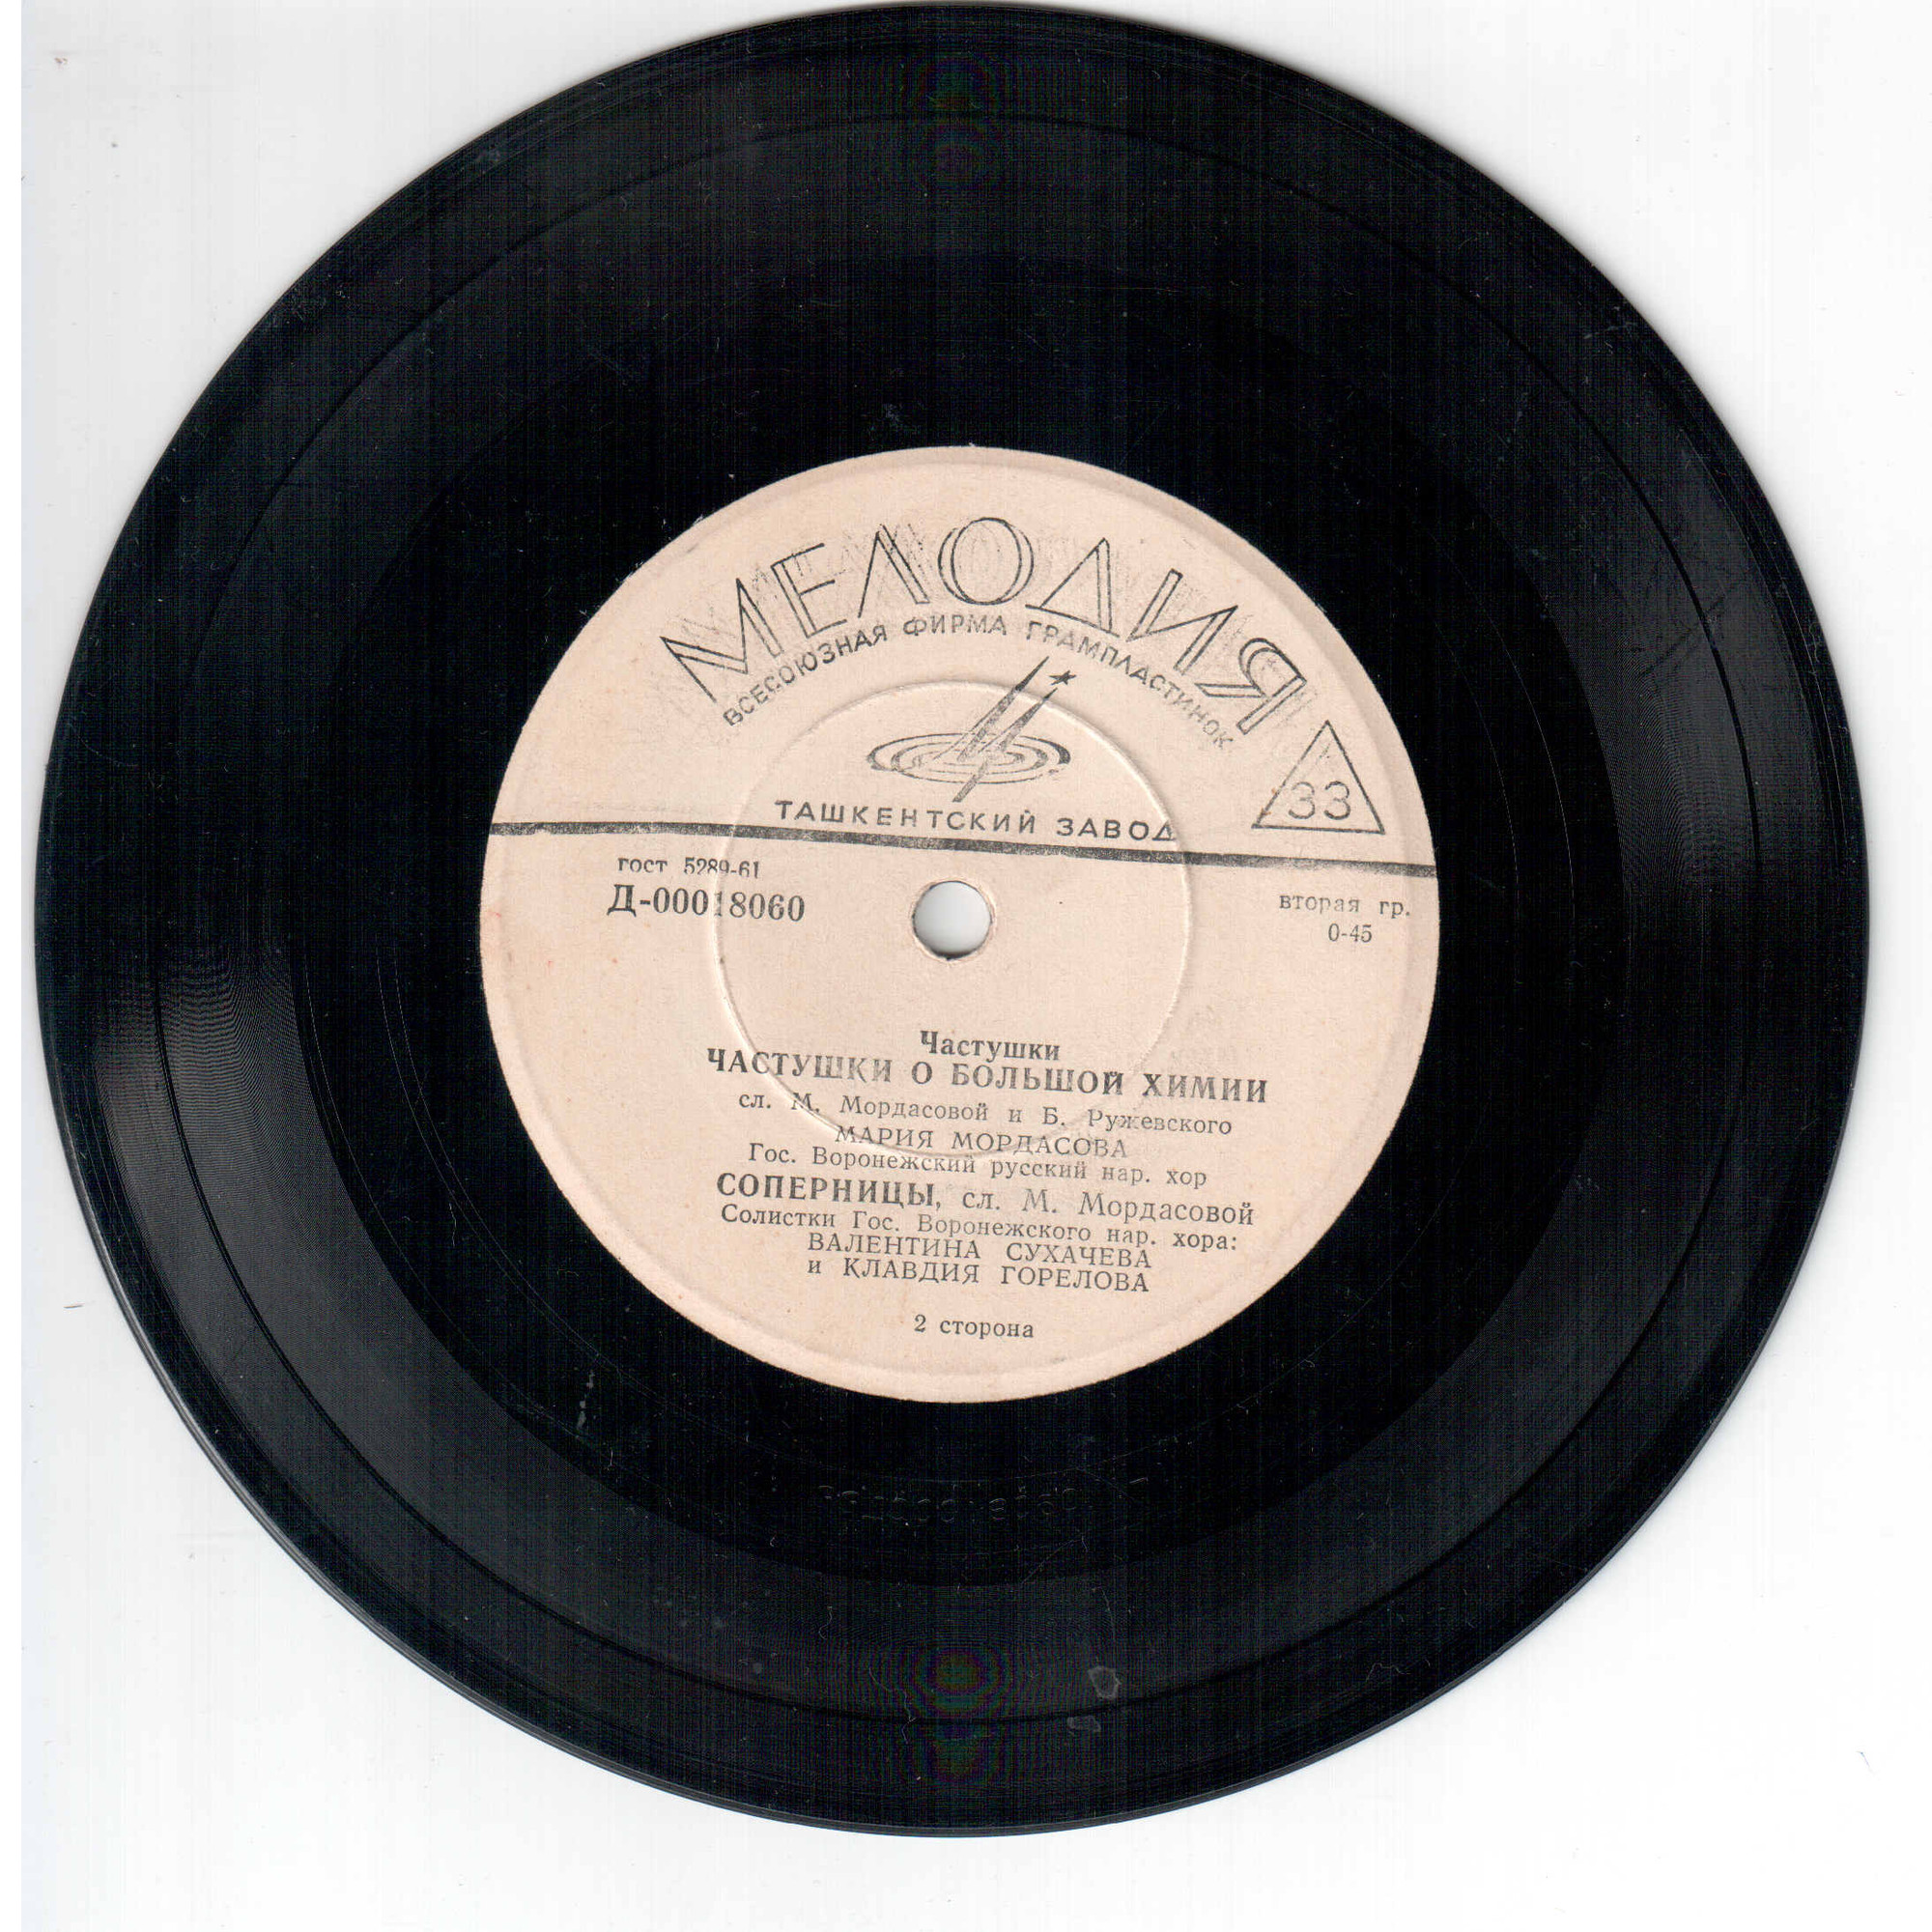 МЕЛОДИЯ
ВСЕСОЮЗНАЯ ФИРМА ГРАМПЛАСТИНОК
33
ТАШКЕНТСКИЙ ЗАВОД
гост 5289-61
Д-00018060
вторая гр.
0-45
Частушки
ЧАСТУШКИ О БОЛЬШОЙ ХИМИИ
сл. М. Мордасовой и Б. Ружевского
МАРИЯ МОРДАСОВА
Гос. Воронежский русский нар. хор
СОПЕРНИЦЫ, сл. М. Мордасовой
Солистки Гос. Воронежского нар. хора:
ВАЛЕНТИНА СУХАЧЕВА
и КЛАВДИЯ ГОРЕЛОВА
2 сторона